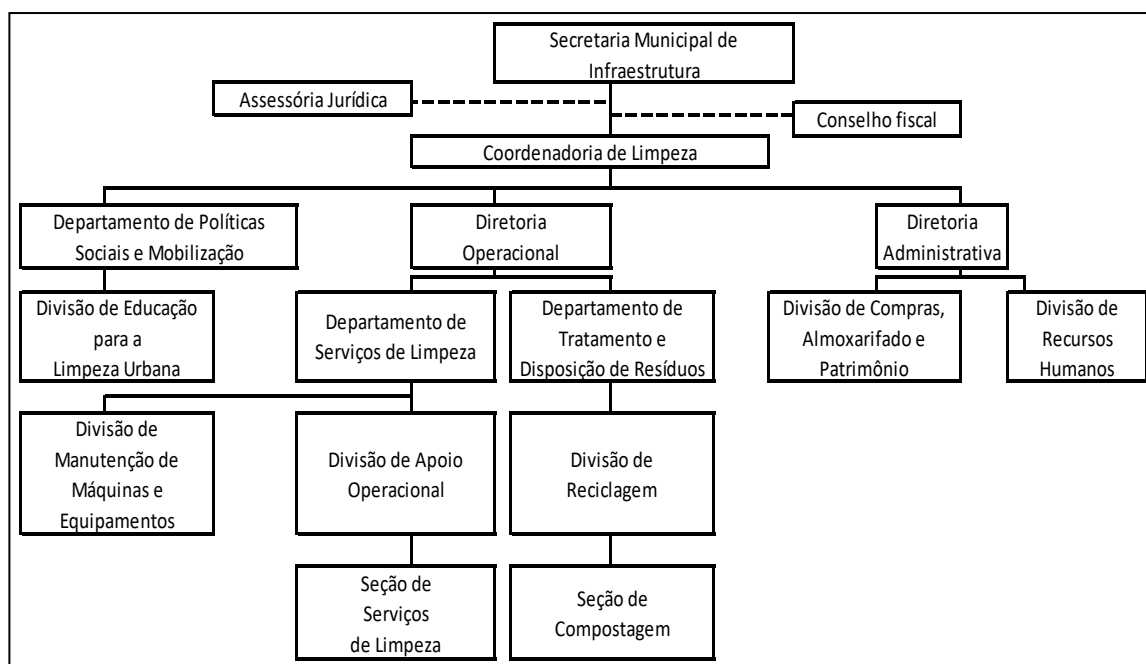 Secretaria Municipal de
Infraestrutura
Assessória Jurídica
Conselho fiscal
Coordenadoria de Limpeza
Departamento de Políticas
Sociais e Mobilização
Diretoria
Operacional
Diretoria
Administrativa
Divisão de Educação
para a
Limpeza Urbana
Departamento de
Serviços de Limpeza
Departamento de
Tratamento e
Disposição de Resíduos
Divisão de Compras,
Almoxarifado e
Patrimônio
Divisão de
Recursos
Humanos
Divisão de
Manutenção de
Máquinas e
Equipamentos
Divisão de Apoio
Operacional
Divisão de
Reciclagem
Seção de
Serviços
de Limpeza
Seção de
Compostagem